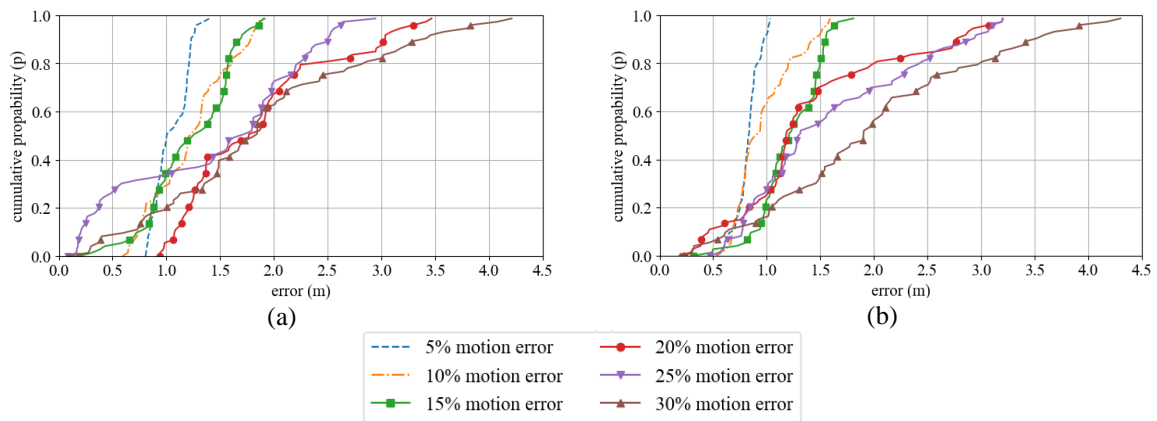 cumulative propability (p)
1.0
0.8
0.6
0.4
0.2
0.0
0.0 0.5 1.0 1.5 2.0 2.5 3.0 3.5 4.0 4.5
error (m)
(a)
cumulative propability (p)
1.0
0.8
0.6
0.4
0.2
0.0
0.0 0.5 1.0 1.5 2.0 2.5 3.0 3.5 4.0 4.5
error (m)
(b)
5% motion error
10% motion error
15% motion error
20% motion error
25% motion error
30% motion error